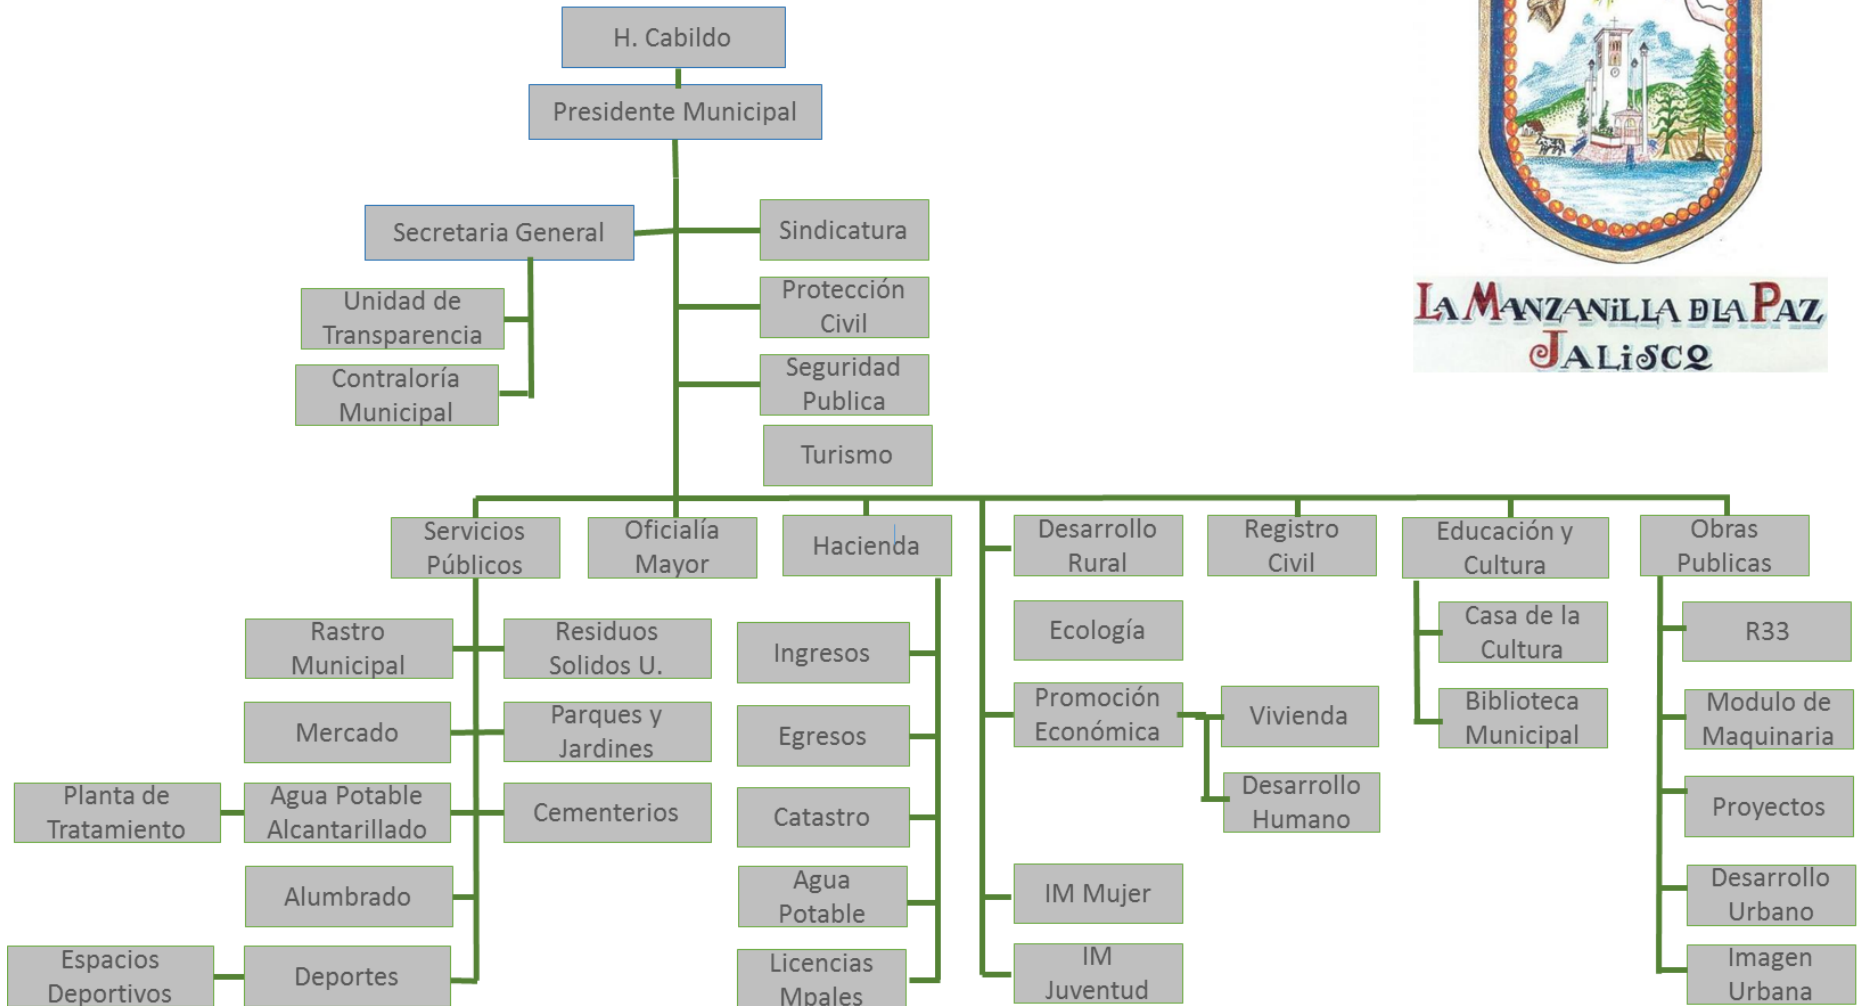 H. Cabildo
Presidente Municipal
Secretaria General
Sindicatura
Unidad de
Transparencia
Protección
Civil
Contraloría
Municipal
Seguridad
Publica
Turismo
LA MANZANiLLA DLA PAZ
JALiSCO
Servicios
Públicos
Oficialía
Mayor
Hacienda
Desarrollo
Rural
Registro
Civil
Educación y
Cultura
Obras
Publicas
Rastro
Municipal
Residuos
Solidos U.
Mercado
Parques y
Jardines
Planta de
Tratamiento
Agua Potable
Alcantarillado
Cementerios
Alumbrado
Espacios
Deportivos
Deportes
Ingresos
Egresos
Catastro
Agua
Potable
Licencias
Mpales
Ecología
Promoción
Económica
Vivienda
Desarrollo
Humano
IM Mujer
IM
Juventud
Casa de la
Cultura
Biblioteca
Municipal
R33
Modulo de
Maquinaria
Proyectos
Desarrollo
Urbano
Imagen
Urbana